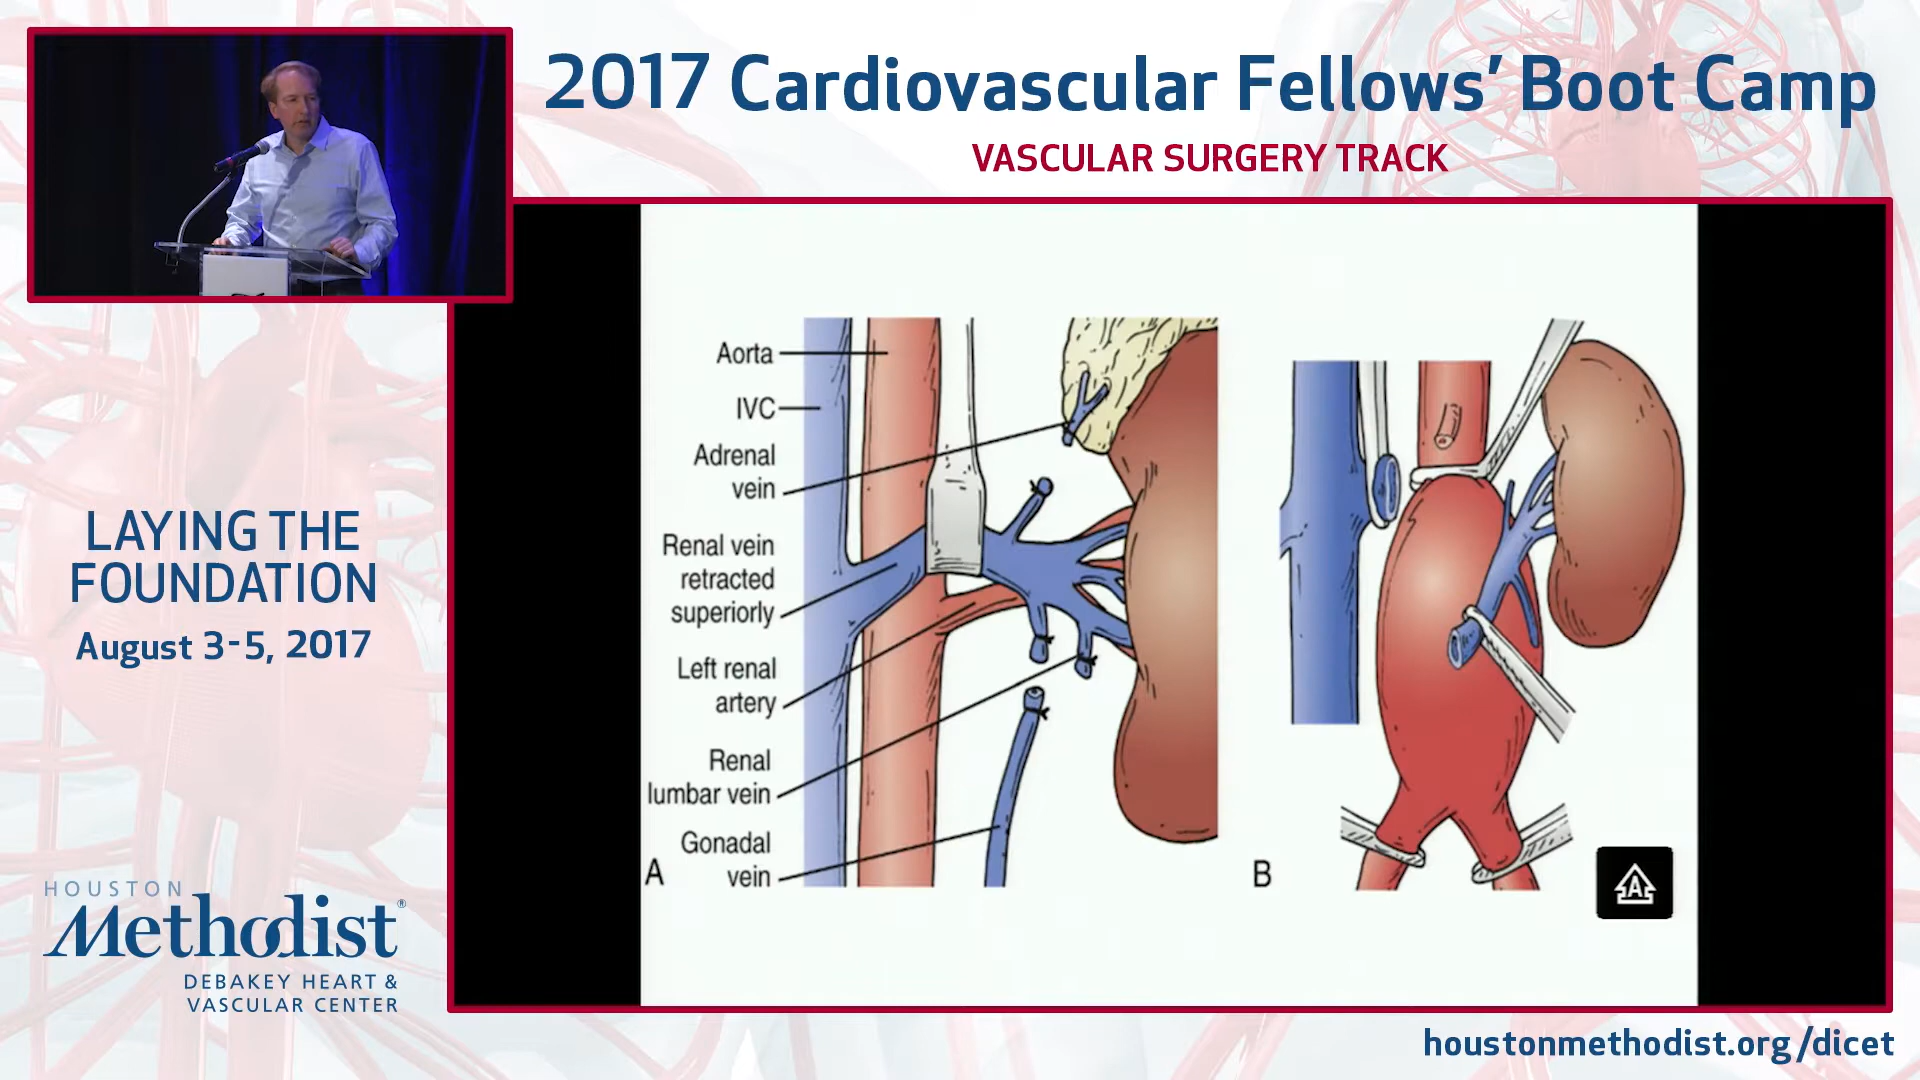 2017 Cardiovascular Fellows' Boot Camp
VASCULAR SURGERY TRACK
LAYING THE
FOUNDATION
August 3-5, 2017
HOUSTON
Methodist®
DEBAKEY HEART &
VASCULAR CENTER
Aorta
IVC
Adrenal
vein
Renal vein
retracted
superiorly
Left renal
artery
Renal
lumbar vein
Gonadal
vein
A
B
A
houstonmethodist.org/dicet